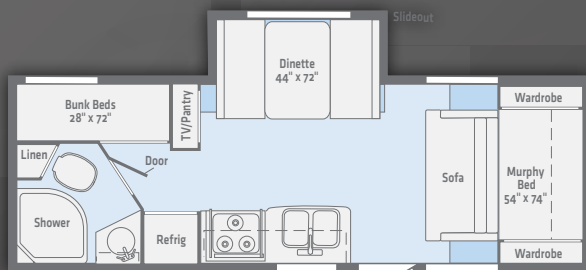 Slideout
Dinette
44" x 72"
Bunk Beds
28" x 72"
TV/Pantry
Wardrobe
Linen
Door
Sofa
Murphy
Bed
54" x 74"
Shower
Refrig
Wardrobe